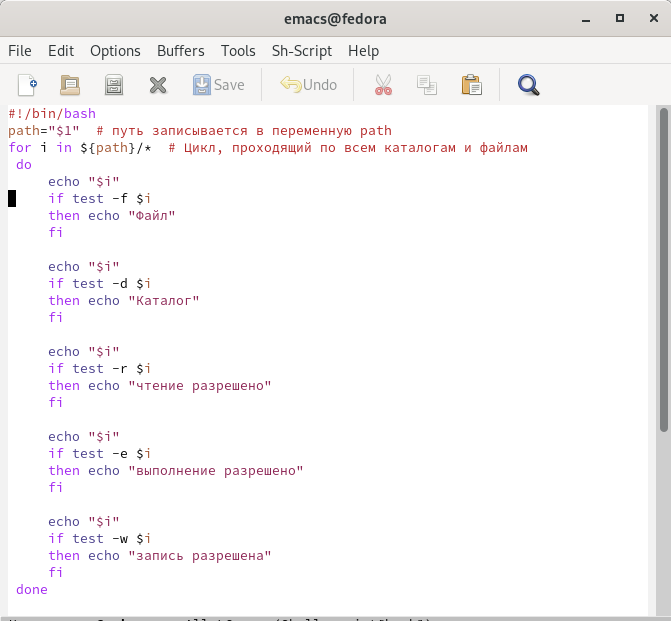 emacs@fedora
File Edit Options Buffers Tools Sh-Script Help
Save Undo
#!/bin/bash
path="$1"  # путь записывается в переменную path
for i in ${path}/*  # Цикл, проходящий по всем каталогам и файлам
 do
     echo "$i"
     if test -f $i
     then echo "Файл"
     fi

     echo "$i"
     if test -d $i
     then echo "Каталог"
     fi

     echo "$i"
     if test -r $i
     then echo "чтение разрешено"
     fi

     echo "$i"
     if test -e $i
     then echo "выполнение разрешено"
     fi

     echo "$i"
     if test -w $i
     then echo "запись разрешена"
     fi
 done